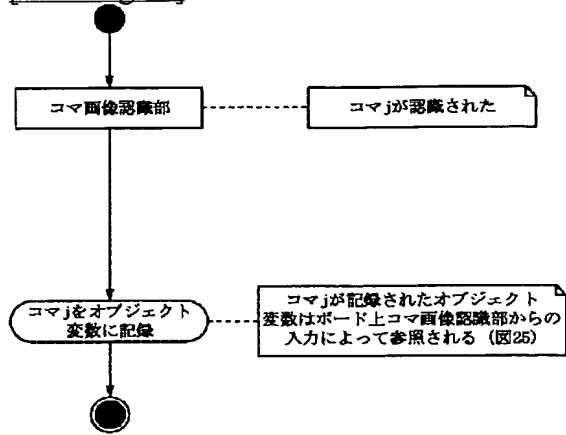 コマ画像認識部
コマjが認識された
コマjをオブジェクト
変数に記録
コマjが記録されたオブジェクト
変数はボード上コマ画像認識部からの
入力によって参照される（図25）